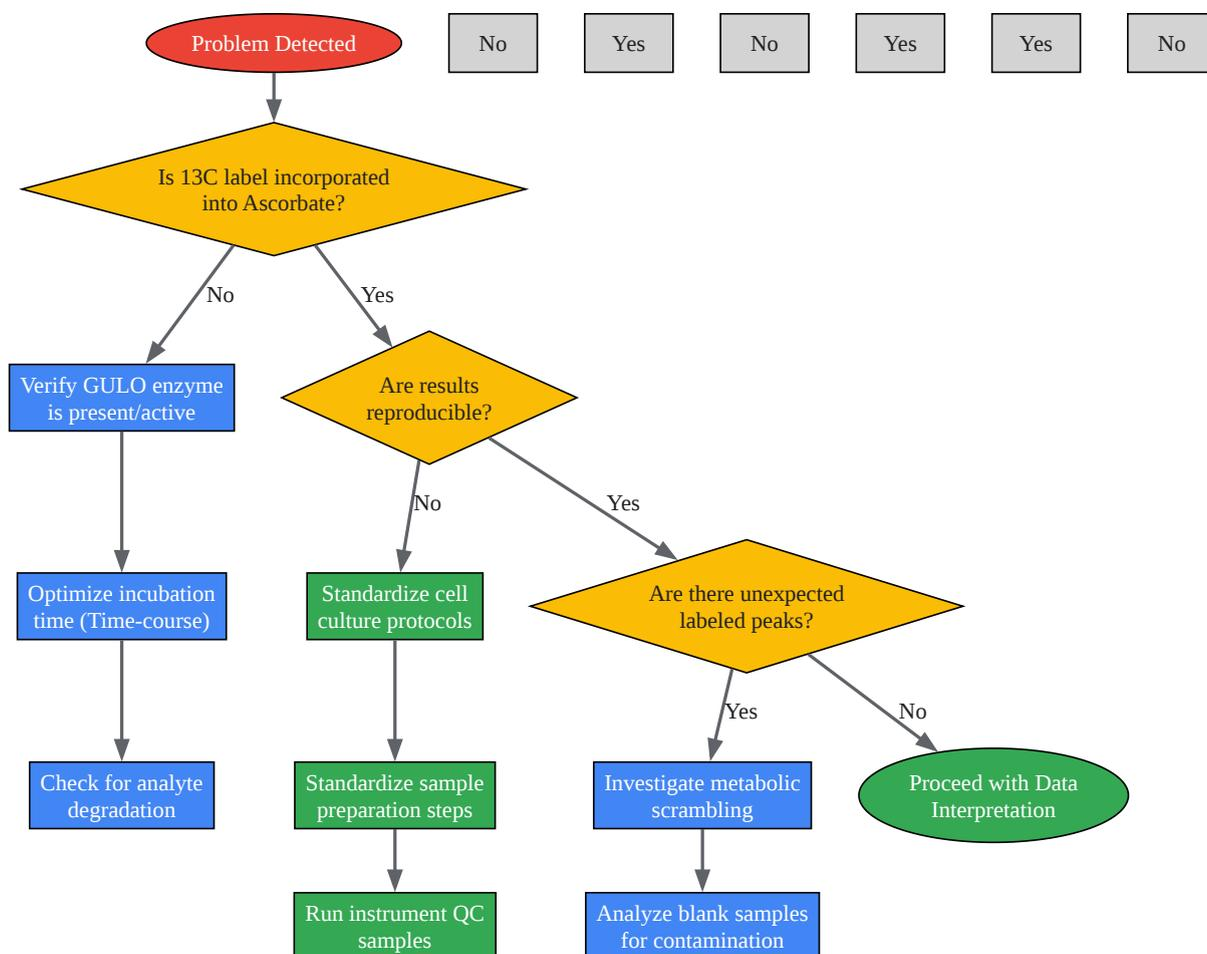 Problem Detected
No
Yes
No
Yes
Yes
No
Is 13C label incorporated
into Ascorbate?
No
Yes
Verify GULO enzyme
is present/active
Are results
reproducible?
No
Yes
Optimize incubation
time (Time-course)
Standardize cell
culture protocols
Are there unexpected
labeled peaks?
Yes
No
Check for analyte
degradation
Standardize sample
preparation steps
Investigate metabolic
scrambling
Proceed with Data
Interpretation
Run instrument QC
samples
Analyze blank samples
for contamination